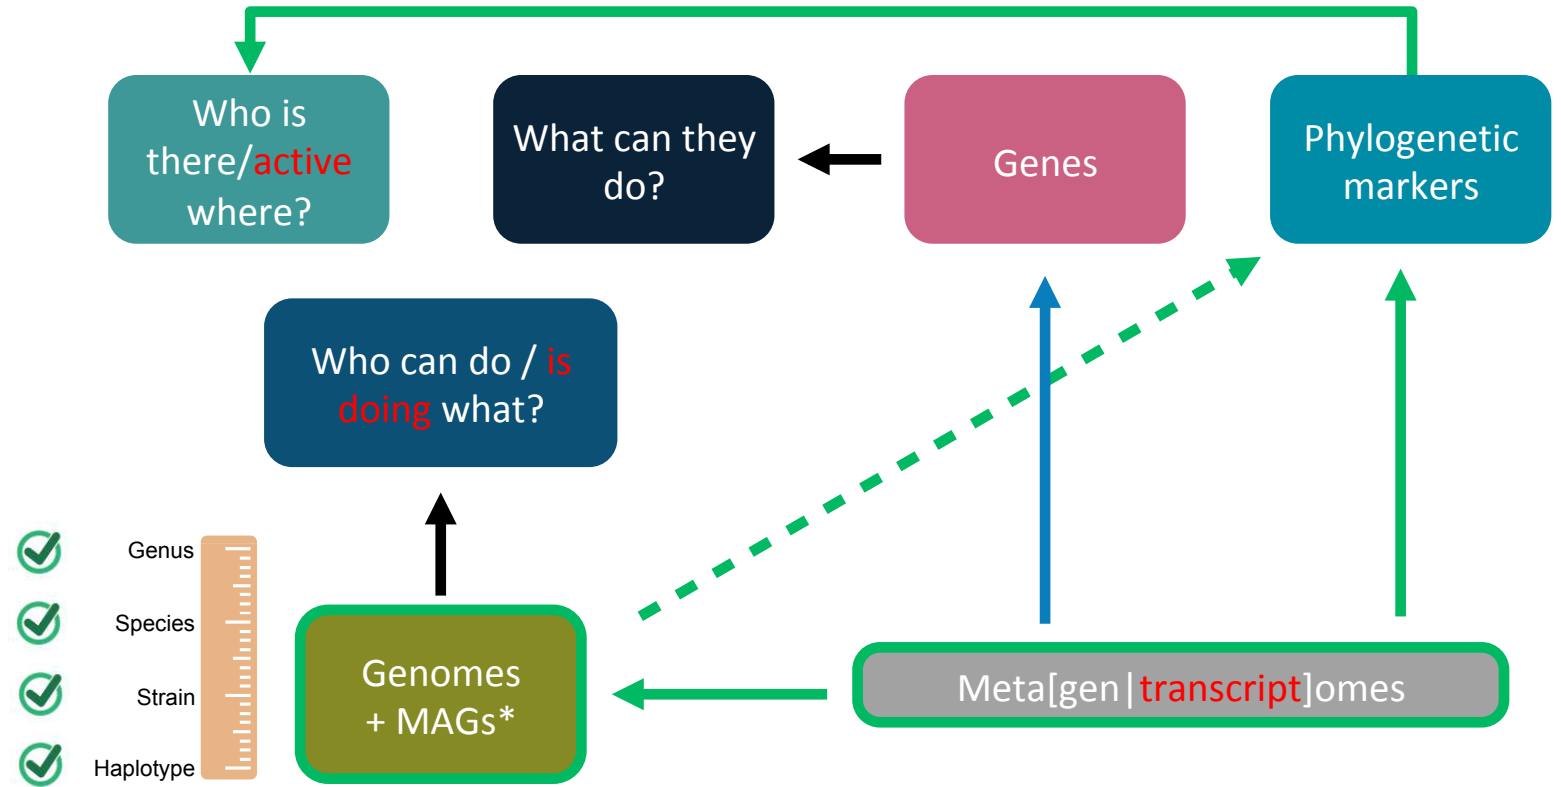 Who is
there/active
where?
What can they
do?
Genes
Phylogenetic
markers
Who can do / is
doing what?
Genus
Species
Strain
Haplotype
Genomes
+ MAGs*
Meta[gen|transcript]omes